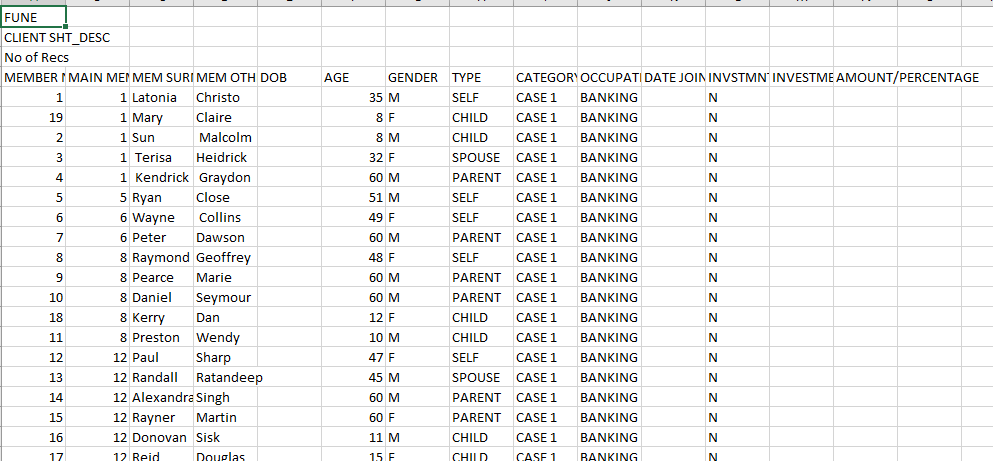 FUNE
CLIENT SHT_DESC
No of Recs
MEMBER MAIN MEM SURI MEM OTH DOB AGE GENDER TYPE CATEGORY OCCUPATI DATE JOIN INVSTMN INVESTME AMOUNT/PERCENTAGE
1 1 Latonia Christo 35 M SELF CASE 1 BANKING N
19 1 Mary Claire 8 F CHILD CASE 1 BANKING N
2 1 Sun Malcolm 8 M CHILD CASE 1 BANKING N
3 1 Terisa Heidrick 32 F SPOUSE CASE 1 BANKING N
4 1 Kendrick Graydon 60 M PARENT CASE 1 BANKING N
5 5 Ryan Close 51 M SELF CASE 1 BANKING N
6 6 Wayne Collins 49 F SELF CASE 1 BANKING N
7 6 Peter Dawson 60 M PARENT CASE 1 BANKING N
8 8 Raymond Geoffrey 48 F SELF CASE 1 BANKING N
9 8 Pearce Marie 60 M PARENT CASE 1 BANKING N
10 8 Daniel Seymour 60 M PARENT CASE 1 BANKING N
18 8 Kerry Dan 12 F CHILD CASE 1 BANKING N
11 8 Preston Wendy 10 M CHILD CASE 1 BANKING N
12 12 Paul Sharp 47 F SELF CASE 1 BANKING N
13 12 Randall Ratandeep 45 M SPOUSE CASE 1 BANKING N
14 12 Alexandra Singh 60 M PARENT CASE 1 BANKING N
15 12 Rayner Martin 60 F PARENT CASE 1 BANKING N
16 12 Donovan Sisk 11 M CHILD CASE 1 BANKING N
17 12 Reid Douglas 15 F CHILD CASE 1 BANKING N